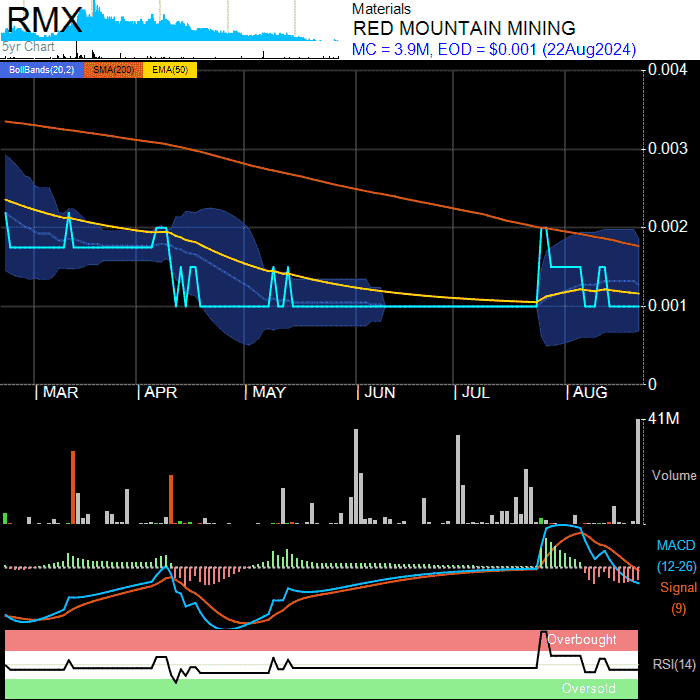 RMX
5yr Chart
Materials
RED MOUNTAIN MINING
MC = 3.9M, EOD = $0.001 (22Aug2024)
BollBands(20,2) SMA(200) EMA(50)
0.004
0.003
0.002
0.001
0
MAR APR MAY JUN JUL AUG
41M
Volume
MACD
(12-26)
Signal
(9)
Overbought
RSI(14)
Oversold